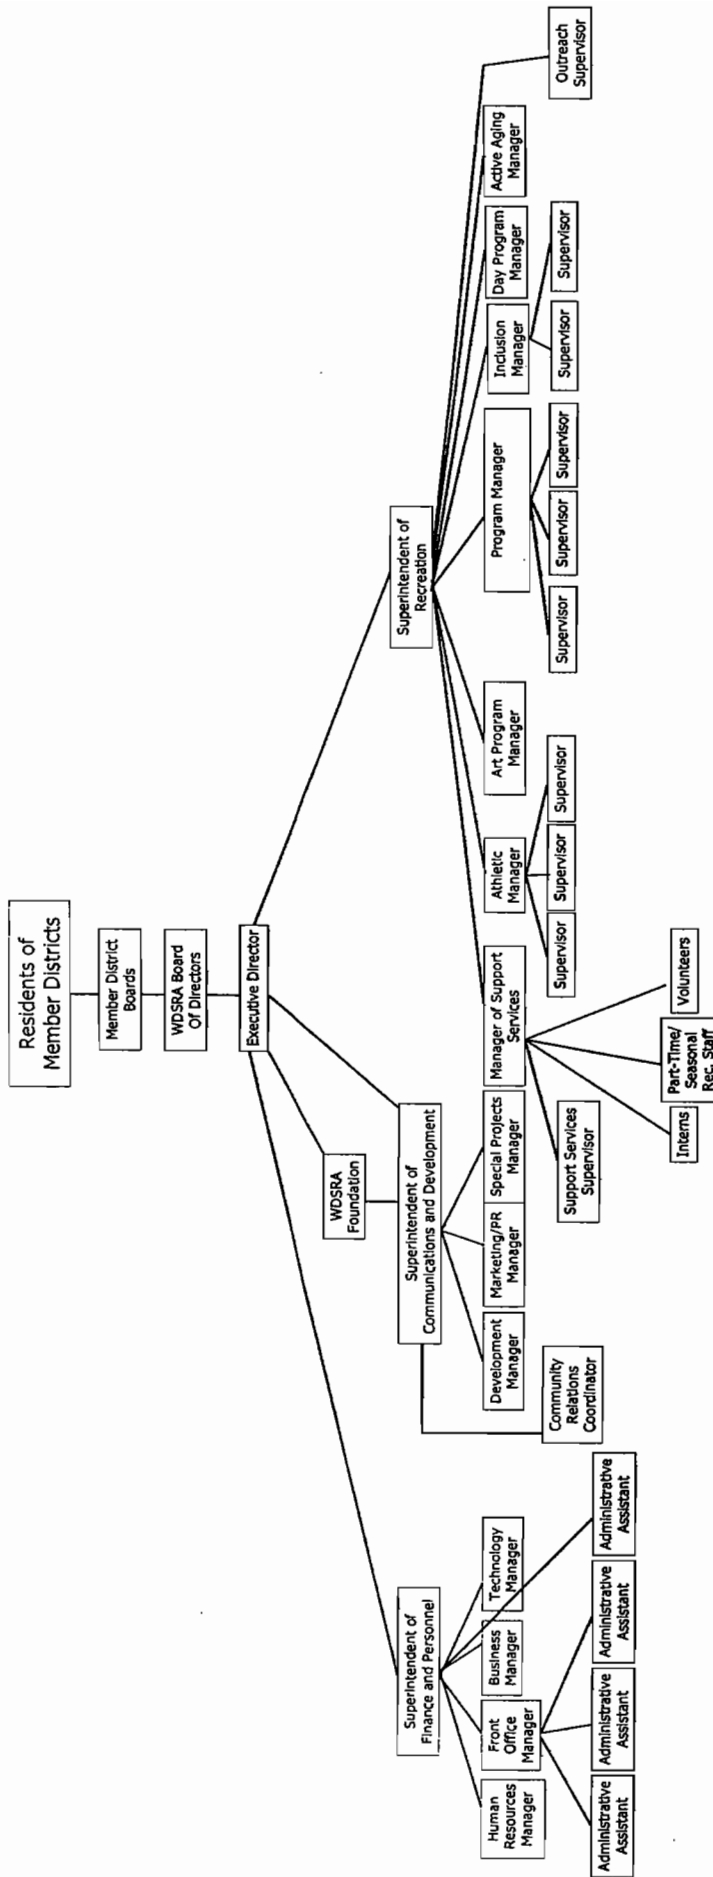 Residents of
Member Districts
Member District
Boards
WDSRA Board
Of Directors
Executive Director
WDSRA
Foundation
Superintendent of
Finance and Personnel
Superintendent of
Communications and Development
Superintendent of
Recreation
Human
Resources
Manager
Front
Office
Manager
Business
Manager
Technology
Manager
Development
Manager
Marketing/PR
Manager
Special Projects
Manager
Manager of Support
Services
Athletic
Manager
Art Program
Manager
Program Manager
Inclusion
Manager
Day Program
Manager
Active Aging
Manager
Community
Relations
Coordinator
Support Services
Supervisor
Supervisor
Supervisor
Supervisor
Supervisor
Supervisor
Supervisor
Supervisor
Supervisor
Outreach
Supervisor
Administrative
Assistant
Administrative
Assistant
Administrative
Assistant
Administrative
Assistant
Interns
Part-Time/
Seasonal
Rec. Staff
Volunteers